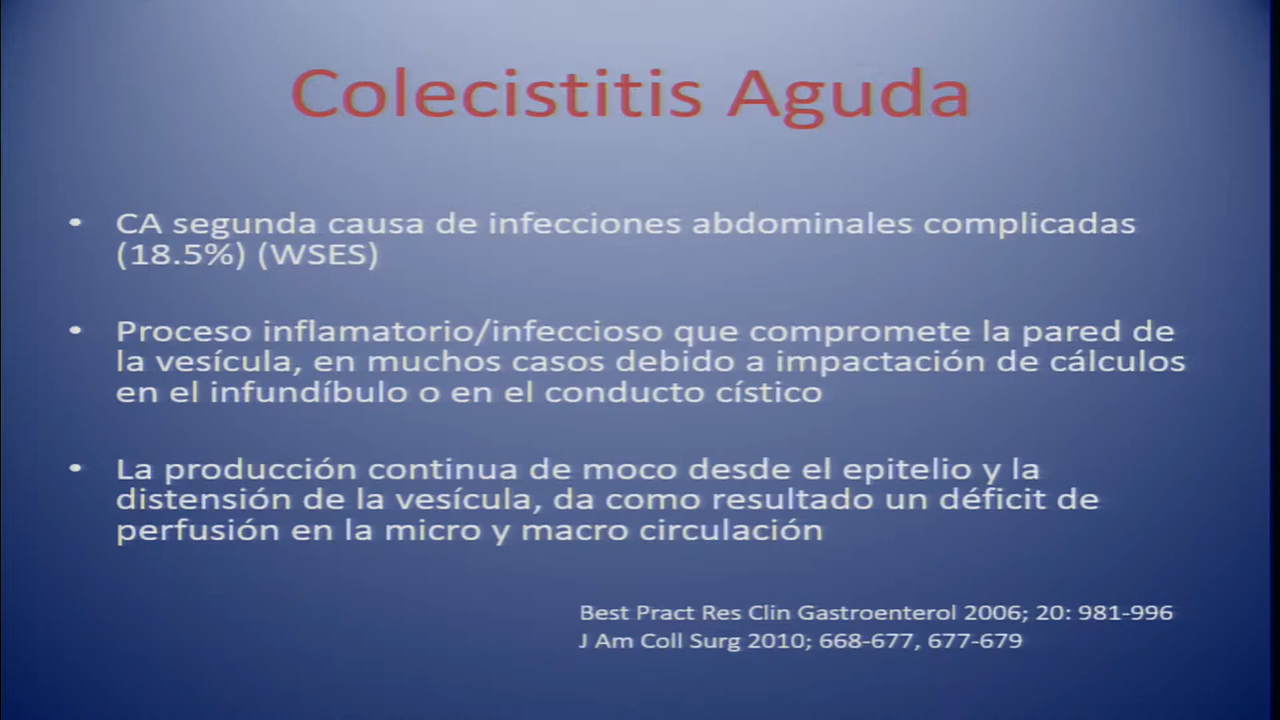 Colecistitis Aguda
• CA segunda causa de infecciones abdominales complicadas
(18.5%) (WSES)
• Proceso inflamatorio/infeccioso que compromete la pared de
la vesícula, en muchos casos debido a impactación de cálculos
en el infundíbulo o en el conducto cístico
• La producción continua de moco desde el epitelio y la
distensión de la vesícula, da como resultado un déficit de
perfusión en la micro y macro circulación
Best Pract Res Clin Gastroenterol 2006; 20: 981-996
J Am Coll Surg 2010; 668-677, 677-679